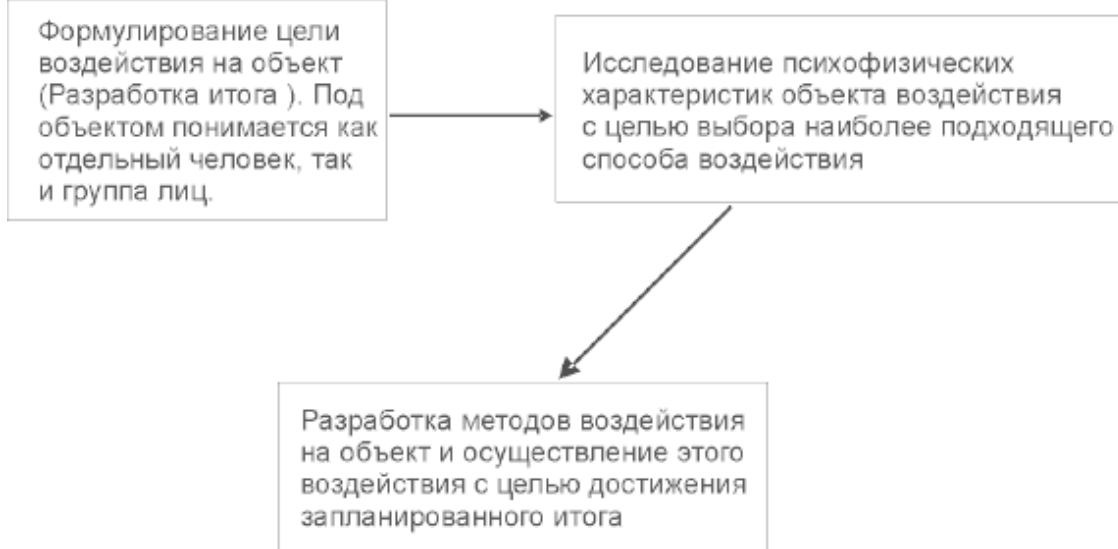 Формулирование цели
воздействия на объект
(Разработка итога ). Под
объектом понимается как
отдельный человек, так
и группа лиц.
Исследование психофизических
характеристик объекта воздействия
с целью выбора наиболее подходящего
способа воздействия
Разработка методов воздействия
на объект и осуществление этого
воздействия с целью достижения
запланированного итога